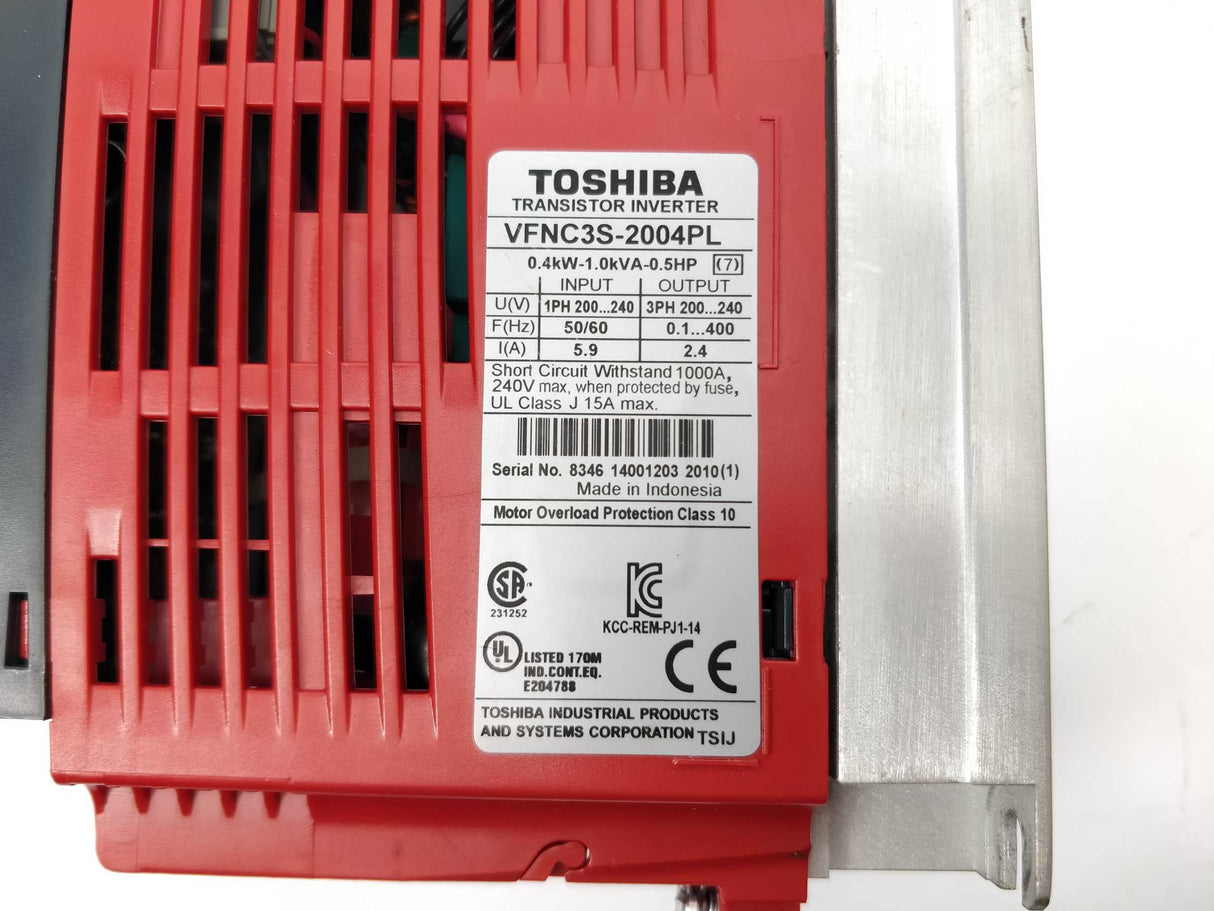 TOSHIBA
TRANSISTOR INVERTER
VFNC3S-2004PL
0.4kW-1.0kVA-0.5HP (7)
INPUT OUTPUT
U(V) 1PH 200...240 3PH 200...240
F(Hz) 50/60 0.1...400
I(A) 5.9 2.4
Short Circuit Withstand 1000A,
240V max, when protected by fuse,
UL Class J 15A max.
Serial No. 8346 14001203 2010(1)
Made in Indonesia
Motor Overload Protection Class 10
SA
231252
KC
KCC-REM-PJ1-14
UL LISTED 170M
IND.CONT.EQ.
E204788
CE
TOSHIBA INDUSTRIAL PRODUCTS
AND SYSTEMS CORPORATION TSIJ